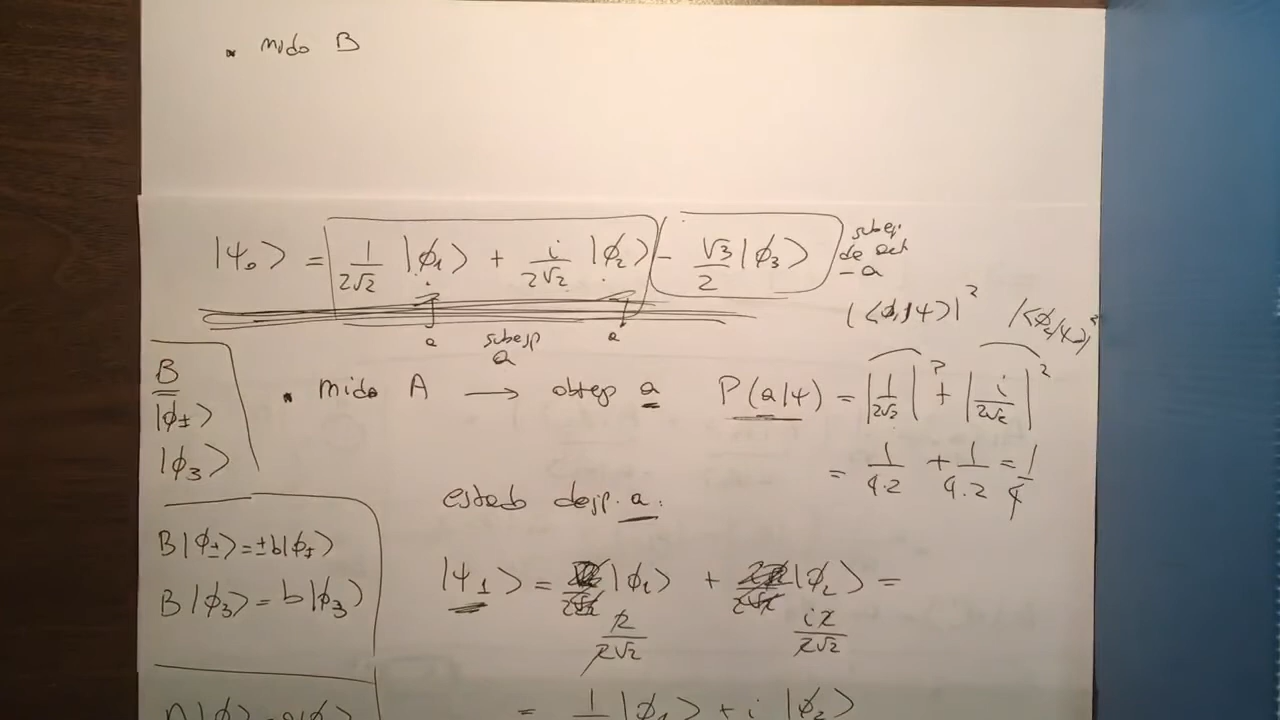 • mido B
|ψ₀⟩ = 1/2√2 |ϕ₁⟩ + i/2√2 |ϕ₂⟩ - √3/2 |ϕ₃⟩
subesp
de
-a
a subesp a
a
|⟨ϕ₁|ψ⟩|² |⟨ϕ₂|ψ⟩|²
B
|ϕ±⟩
|ϕ₃⟩
• mido A → obtengo a P(a|ψ) = |1/2√2|² + |i/2√2|²
= 1/4.2 + 1/4.2 = 1/4
estado desp. a:
B|ϕ±⟩=±b|ϕ±⟩
B|ϕ₃⟩= b|ϕ₃⟩
|ψ₁⟩ = |ϕ₁⟩ + |ϕ₂⟩ =
2/2√2 i2/2√2
= 1 |ϕ₁⟩ + i |ϕ₂⟩